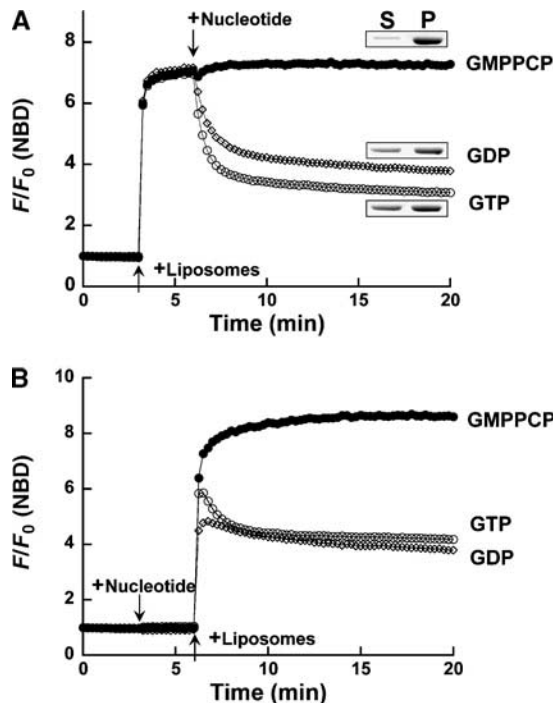 A
+Nucleotide
S P
8
GMPPCP
6
F/F0 (NBD)
GDP
4
GTP
2
+Liposomes
0
0 5 10 15 20
Time (min)
B
10
GMPPCP
8
6
F/F0 (NBD)
GTP
4
GDP
2
+Nucleotide
+Liposomes
0
0 5 10 15 20
Time (min)